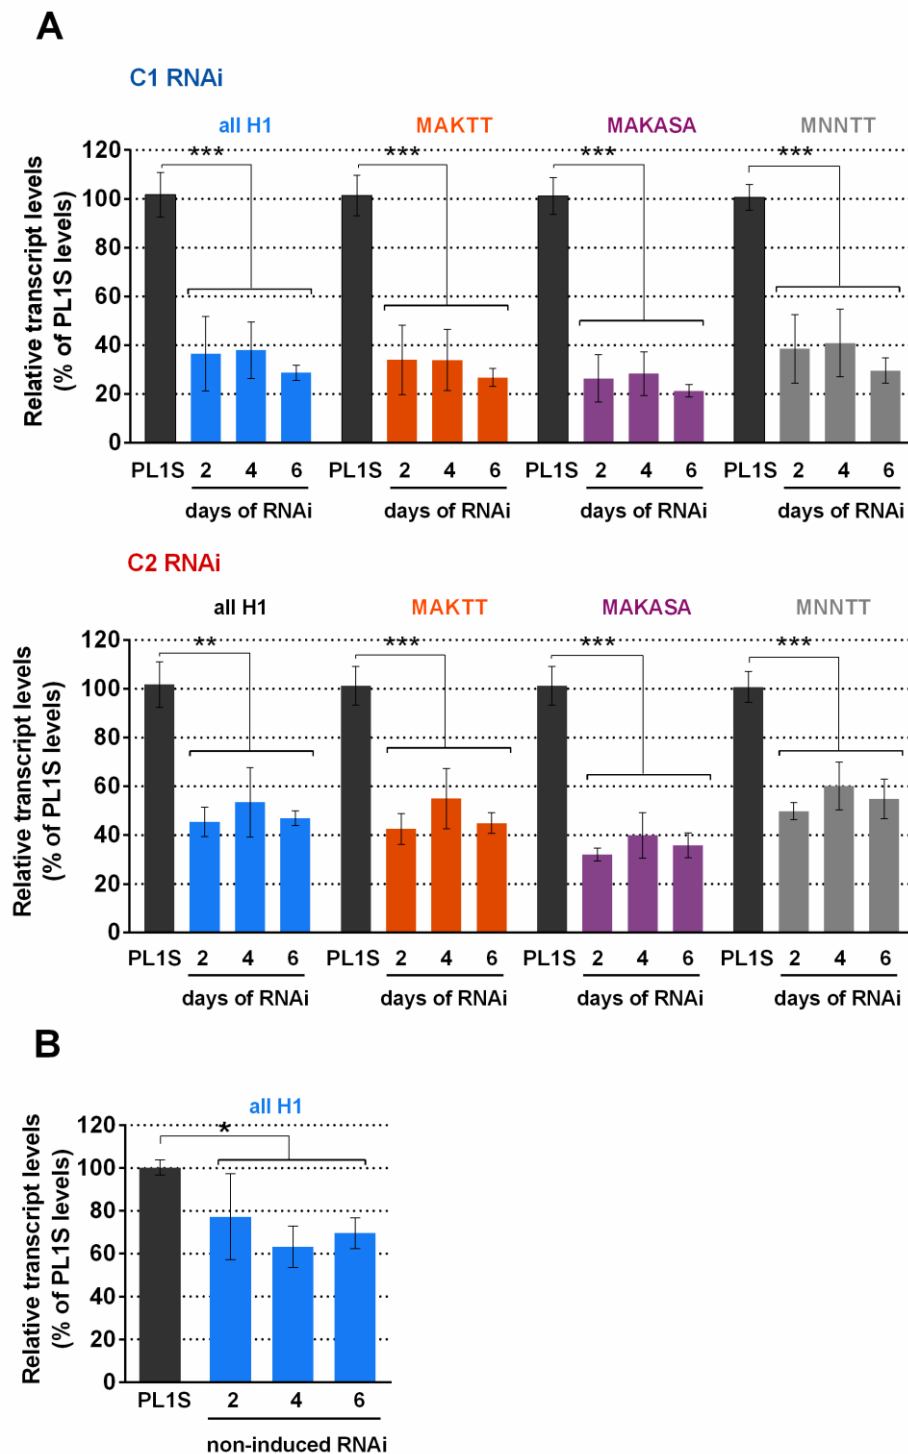 A
C1 RNAi
all H1 MAKTT MAKASA MNNTT
Relative transcript levels
(% of PL1S levels)
120
100
80
60
40
20
0
*** *** *** ***
PL1S 2 4 6 PL1S 2 4 6 PL1S 2 4 6 PL1S 2 4 6
days of RNAi days of RNAi days of RNAi days of RNAi
C2 RNAi
all H1 MAKTT MAKASA MNNTT
Relative transcript levels
(% of PL1S levels)
120
100
80
60
40
20
0
** *** *** ***
PL1S 2 4 6 PL1S 2 4 6 PL1S 2 4 6 PL1S 2 4 6
days of RNAi days of RNAi days of RNAi days of RNAi
B
all H1
Relative transcript levels
(% of PL1S levels)
120
100
80
60
40
20
0
*
PL1S 2 4 6
non-induced RNAi